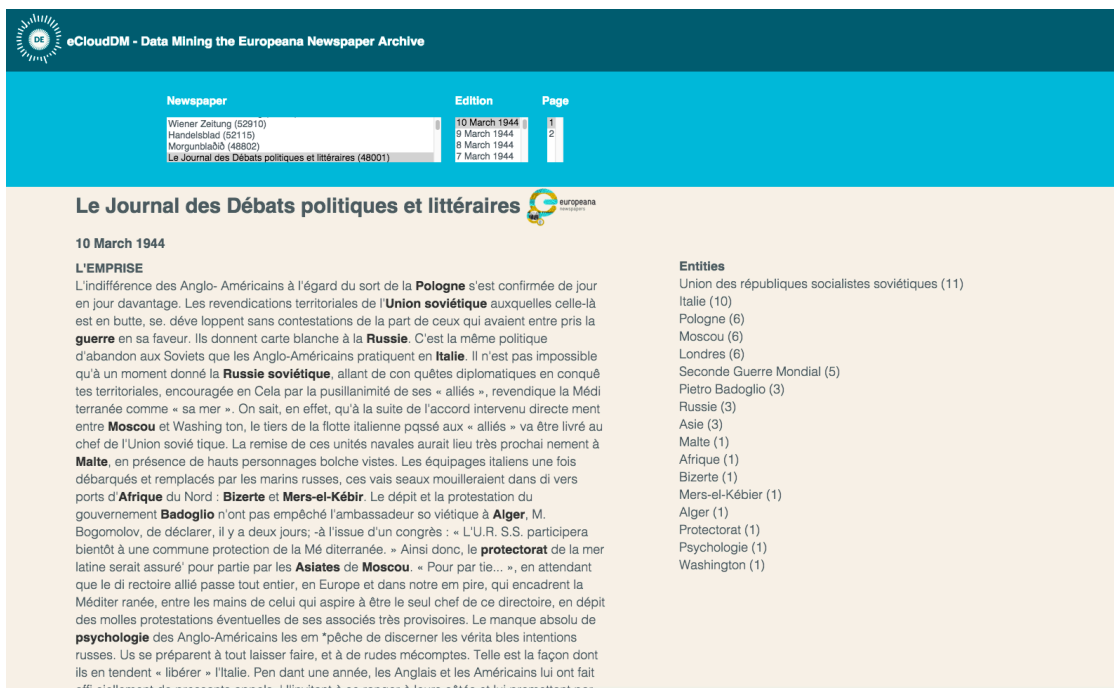 DE
eCloudDM - Data Mining the Europeana Newspaper Archive
Newspaper
Wiener Zeitung (52910)
Handelsblad (52115)
Morgunblaðið (48802)
Le Journal des Débats politiques et littéraires (48001)
Edition
10 March 1944
9 March 1944
8 March 1944
7 March 1944
Page
1
2
Le Journal des Débats politiques et littéraires
europeana
newspapers
10 March 1944
L'EMPRISE
L'indifférence des Anglo- Américains à l'égard du sort de la Pologne s'est confirmée de jour
en jour davantage. Les revendications territoriales de l'Union soviétique auxquelles celle-là
est en butte, se. déve loppent sans contestations de la part de ceux qui avaient entre pris la
guerre en sa faveur. Ils donnent carte blanche à la Russie. C'est la même politique
d'abandon aux Soviets que les Anglo-Américains pratiquent en Italie. Il n'est pas impossible
qu'à un moment donné la Russie soviétique, allant de con quêtes diplomatiques en conquê
tes territoriales, encouragée en Cela par la pusillanimité de ses « alliés », revendique la Médi
terranée comme « sa mer ». On sait, en effet, qu'à la suite de l'accord intervenu directe ment
entre Moscou et Washing ton, le tiers de la flotte italienne pqssé aux « alliés » va être livré au
chef de l'Union sovié tique. La remise de ces unités navales aurait lieu très prochai nement à
Malte, en présence de hauts personnages bolche vistes. Les équipages italiens une fois
débarqués et remplacés par les marins russes, ces vais seaux mouilleraient dans di vers
ports d'Afrique du Nord : Bizerte et Mers-el-Kébir. Le dépit et la protestation du
gouvernement Badoglio n'ont pas empêché l'ambassadeur so viétique à Alger, M.
Bogomolov, de déclarer, il y a deux jours; -à l'issue d'un congrès : « L'U.R. S.S. participera
bientôt à une commune protection de la Mé diterranée. » Ainsi donc, le protectorat de la mer
latine serait assuré' pour partie par les Asiates de Moscou. « Pour par tie... », en attendant
que le di rectoire allié passe tout entier, en Europe et dans notre em pire, qui encadrent la
Méditer ranée, entre les mains de celui qui aspire à être le seul chef de ce directoire, en dépit
des molles protestations éventuelles de ses associés très provisoires. Le manque absolu de
psychologie des Anglo-Américains les em *pêche de discerner les vérita bles intentions
russes. Us se préparent à tout laisser faire, et à de rudes mécomptes. Telle est la façon dont
ils en tendent « libérer » l'Italie. Pen dant une année, les Anglais et les Américains lui ont fait
Entities
Union des républiques socialistes soviétiques (11)
Italie (10)
Pologne (6)
Moscou (6)
Londres (6)
Seconde Guerre Mondial (5)
Pietro Badoglio (3)
Russie (3)
Asie (3)
Malte (1)
Afrique (1)
Bizerte (1)
Mers-el-Kébier (1)
Alger (1)
Protectorat (1)
Psychologie (1)
Washington (1)